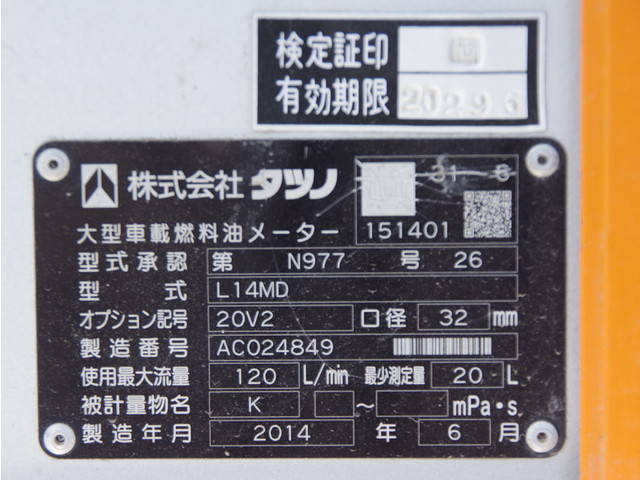 検定証印
有効期限 2029 6
株式会社 タツノ
31 6
大型車載燃料油メーター 151401
型式承認 第 N977 号 26
型式 L14MD
オプション記号 20V2 口径 32 mm
製造番号 AC024849
使用最大流量 120 L/min 最少測定量 20 L
被計量物名 K ～ mPa・s
製造年月 2014 年 6 月